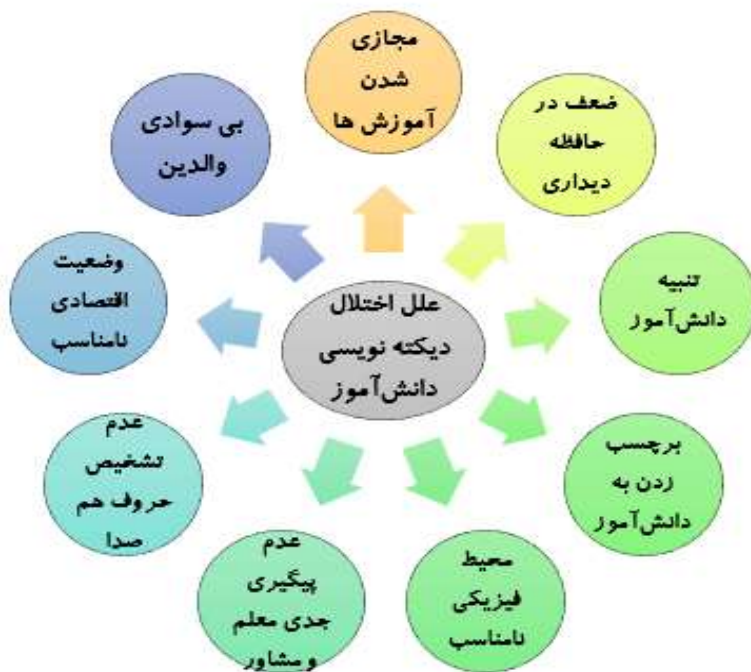 مجازی
شدن
آموزش ها
ضعف در
حافظه
دیداری
تنبیه
دانش‌آموز
برچسب
زدن به
دانش‌آموز
محیط
فیزیکی
نامناسب
عدم
پیگیری
جدی معلم
و مشاور
عدم
تشخیص
حروف هم
صدا
وضعیت
اقتصادی
نامناسب
بی سوادی
والدین
علل اختلال
دیکته نویسی
دانش‌آموز